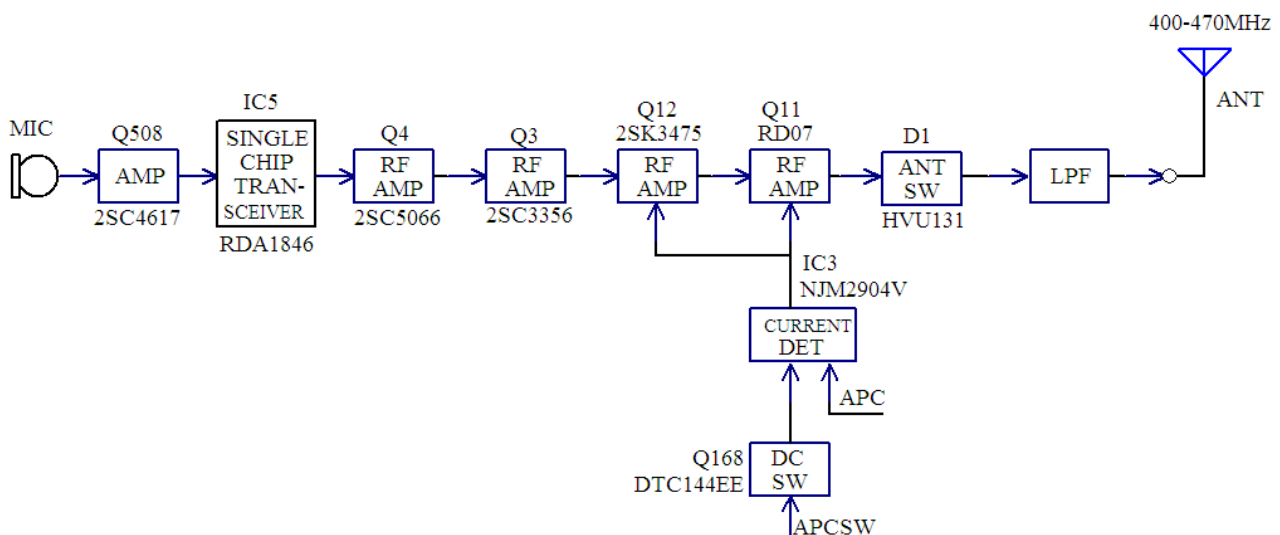 400-470MHz
ANT
MIC
Q508
AMP
2SC4617
IC5
SINGLE
CHIP
TRAN-
SCEIVER
RDA1846
Q4
RF
AMP
2SC5066
Q3
RF
AMP
2SC3356
Q12
2SK3475
RF
AMP
Q11
RD07
RF
AMP
D1
ANT
SW
HVU131
LPF
IC3
NJM2904V
CURRENT
DET
APC
Q168
DTC144EE
DC
SW
APCSW